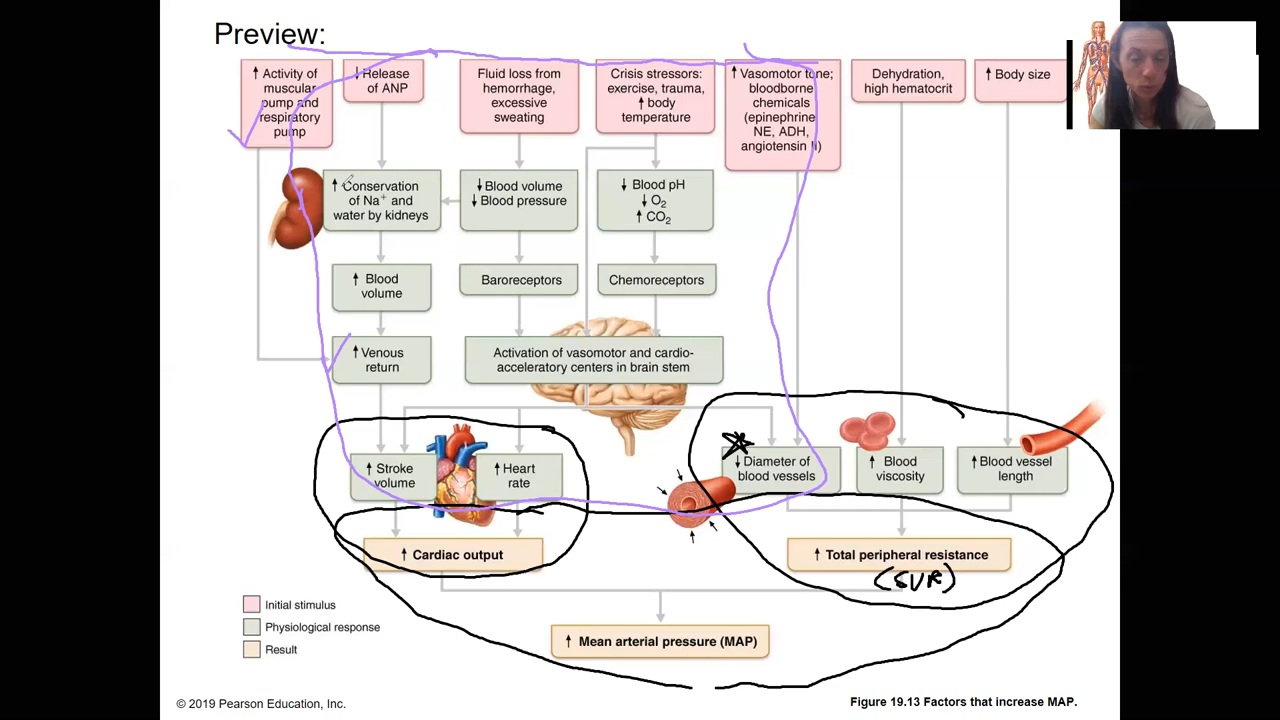 Preview:
↑ Activity of
muscular
pump and
respiratory
pump
↓ Release
of ANP
Fluid loss from
hemorrhage,
excessive
sweating
Crisis stressors:
exercise, trauma,
↑ body
temperature
↑ Vasomotor tone;
bloodborne
chemicals
(epinephrine
NE, ADH,
angiotensin II)
Dehydration,
high hematocrit
↑ Body size
↑ Conservation
of Na⁺ and
water by kidneys
↓ Blood volume
↓ Blood pressure
↓ Blood pH
↓ O₂
↑ CO₂
↑ Blood
volume
Baroreceptors
Chemoreceptors
↑ Venous
return
Activation of vasomotor and cardio-
acceleratory centers in brain stem
↑ Stroke
volume
↑ Heart
rate
↓ Diameter of
blood vessels
↑ Blood
viscosity
↑ Blood vessel
length
↑ Cardiac output
↑ Total peripheral resistance
(SVR)
↑ Mean arterial pressure (MAP)
Initial stimulus
Physiological response
Result
© 2019 Pearson Education, Inc.
Figure 19.13 Factors that increase MAP.